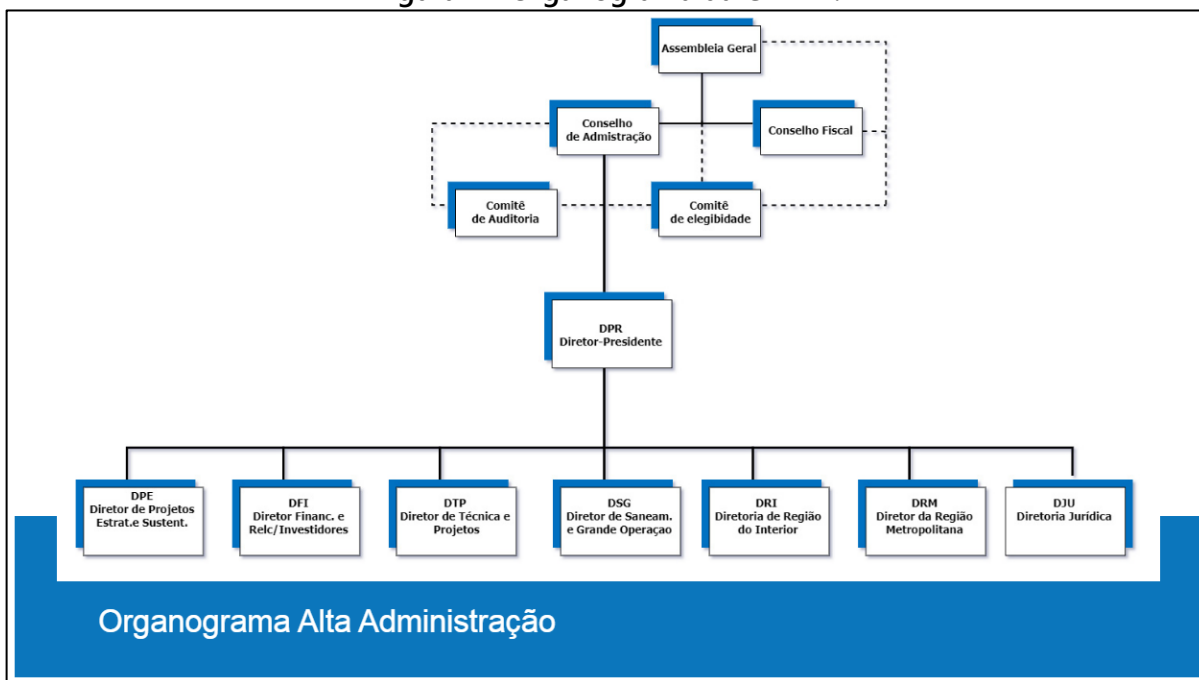 Assembleia Geral
Conselho
de Admistração
Conselho Fiscal
Comitê
de Auditoria
Comitê
de elegibidade
DPR
Diretor-Presidente
DPE
Diretor de Projetos
Estrat.e Sustent.
DFI
Diretor Financ. e
Relc/Investidores
DTP
Diretor de Técnica e
Projetos
DSG
Diretor de Saneam.
e Grande Operaçao
DRI
Diretoria de Região
do Interior
DRM
Diretor da Região
Metropolitana
DJU
Diretoria Jurídica
Organograma Alta Administração